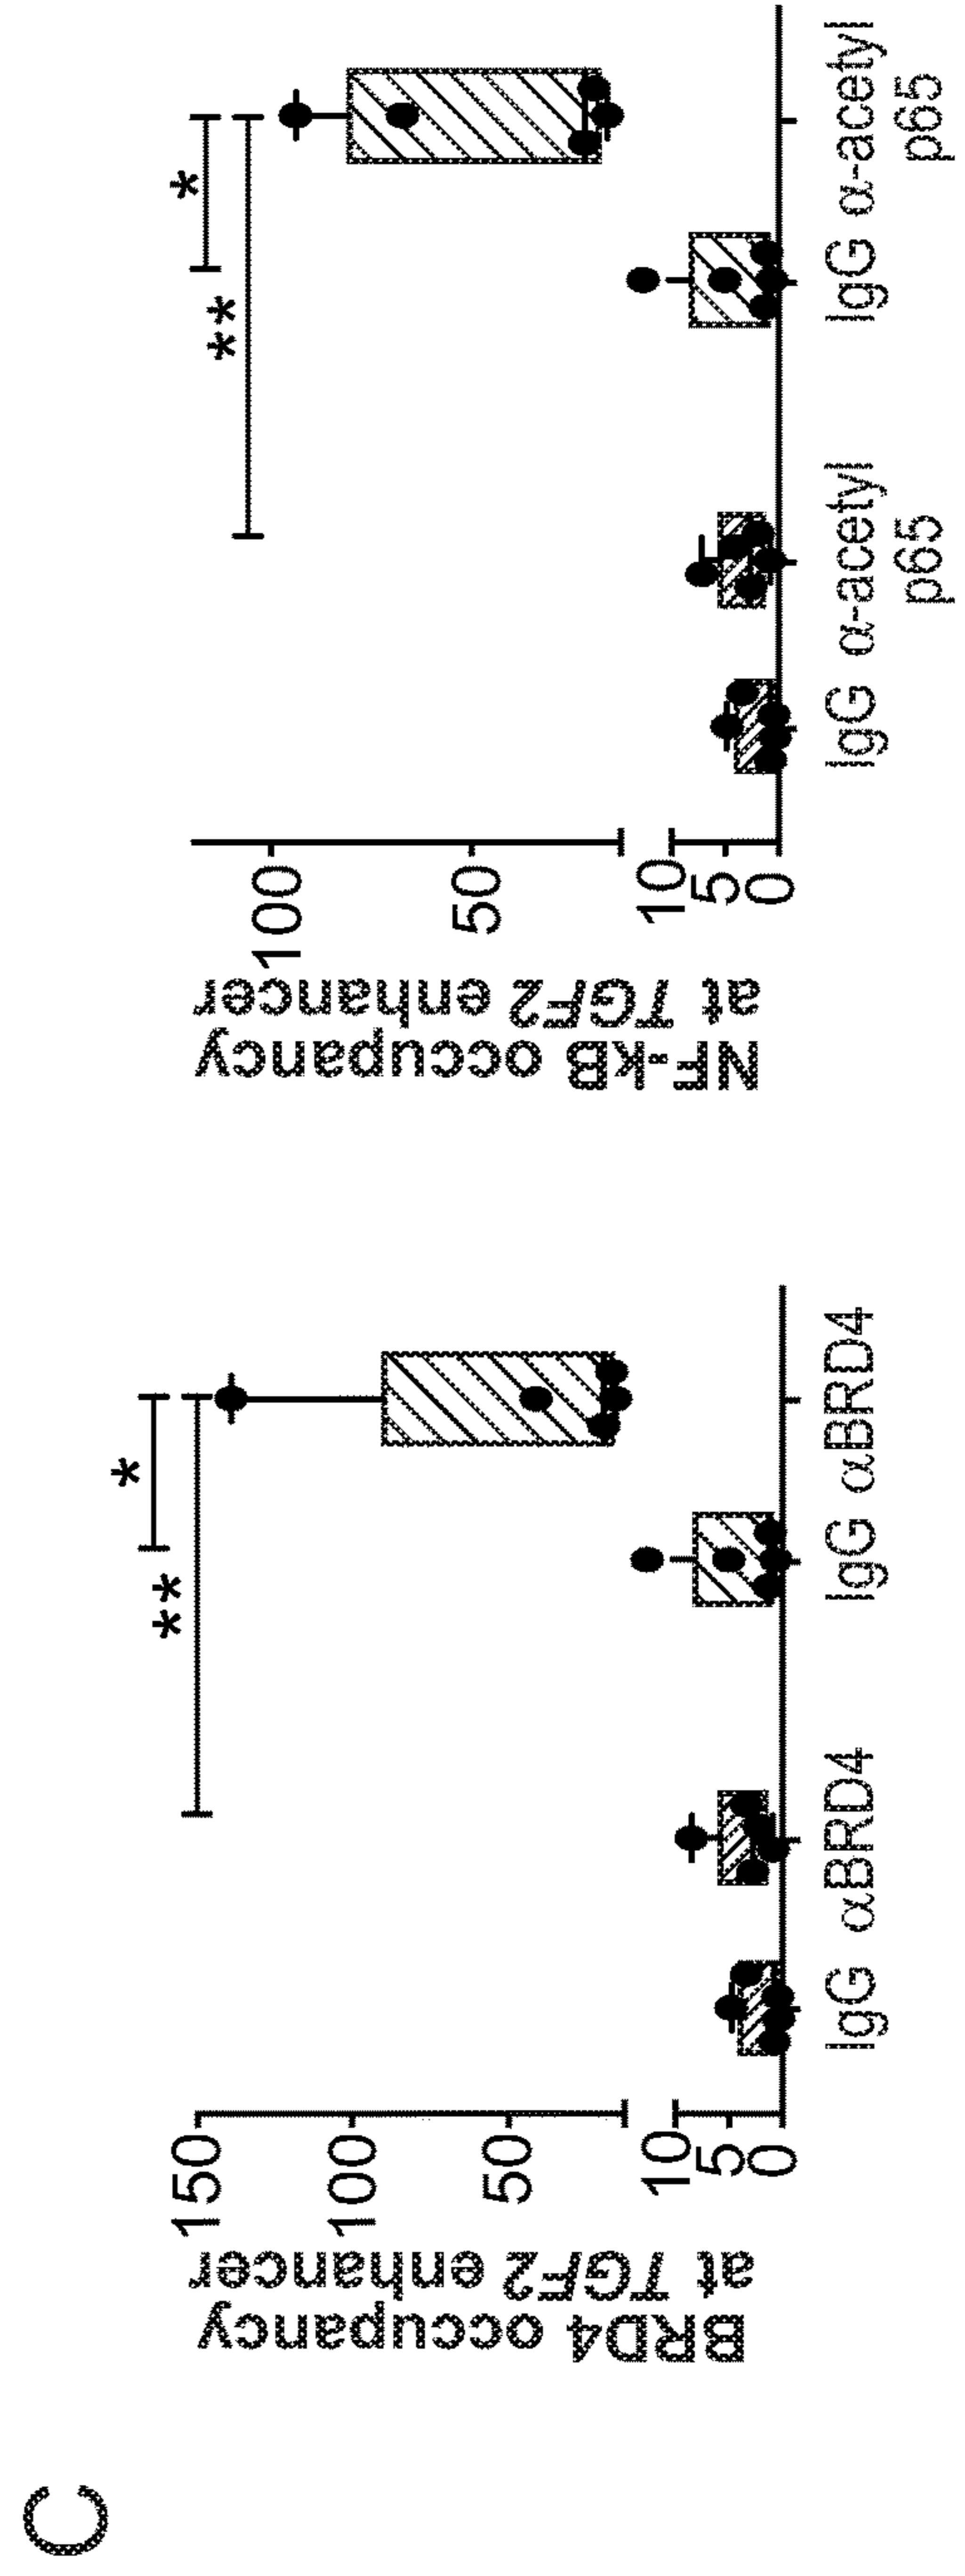 C
BRD4 occupancy
at TGF2 enhancer
150
100
50
10
5
0
*
**
IgG αBRD4 IgG αBRD4
NF-kB occupancy
at TGF2 enhancer
100
50
10
5
0
*
**
IgG α-acetyl IgG α-acetyl
p65 p65